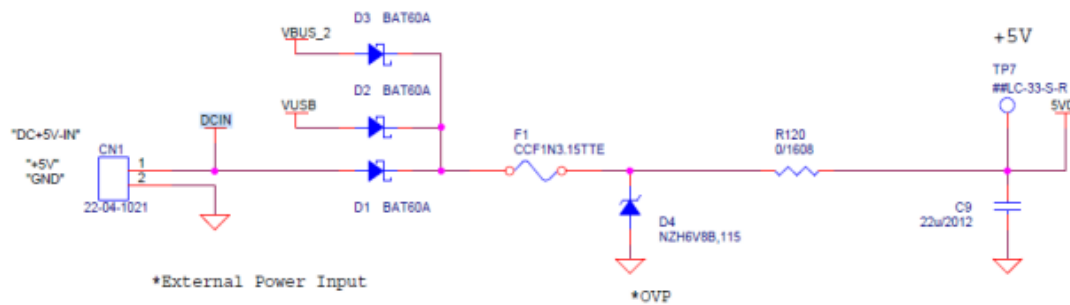 D3 BAT60A
VBUS_2
+5V
TP7
##LC-33-S-R
5V0
D2 BAT60A
VUSB
DCIN
"DC+5V-IN"
CN1
"+5V"
"GND"
1
2
22-04-1021
D1 BAT60A
F1
CCF1N3.15TTE
R120
0/1608
D4
NZH6V8B,115
C9
22u/2012
*External Power Input
*OVP